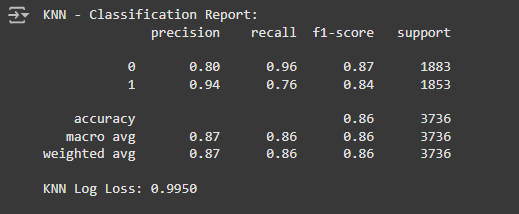 KNN - Classification Report:
precision recall f1-score support
0 0.80 0.96 0.87 1883
1 0.94 0.76 0.84 1853
accuracy 0.86 3736
macro avg 0.87 0.86 0.86 3736
weighted avg 0.87 0.86 0.86 3736
KNN Log Loss: 0.9950